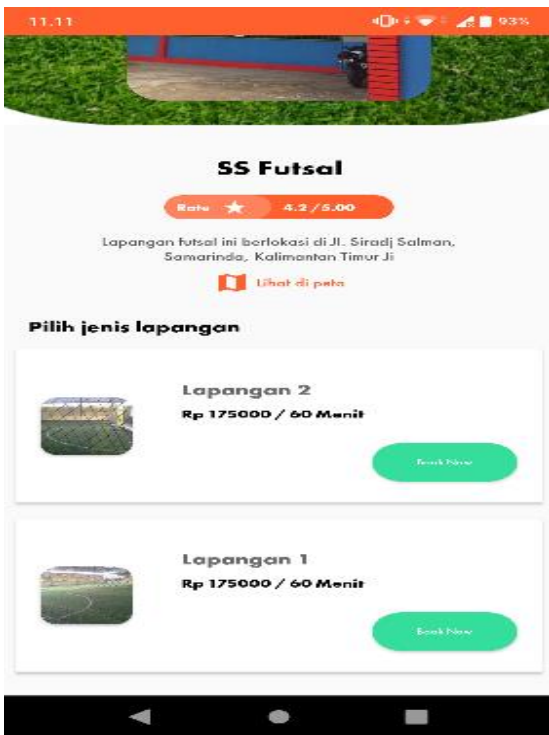 11.11
93%
SS Futsal
Rate 4.2/5.00
Lapangan futsal ini berlokasi di Jl. Siradj Salman,
Samarinda, Kalimantan Timur Ji
Lihat di peta
Pilih jenis lapangan
Lapangan 2
Rp 175000 / 60 Menit
Book Now
Lapangan 1
Rp 175000 / 60 Menit
Book Now